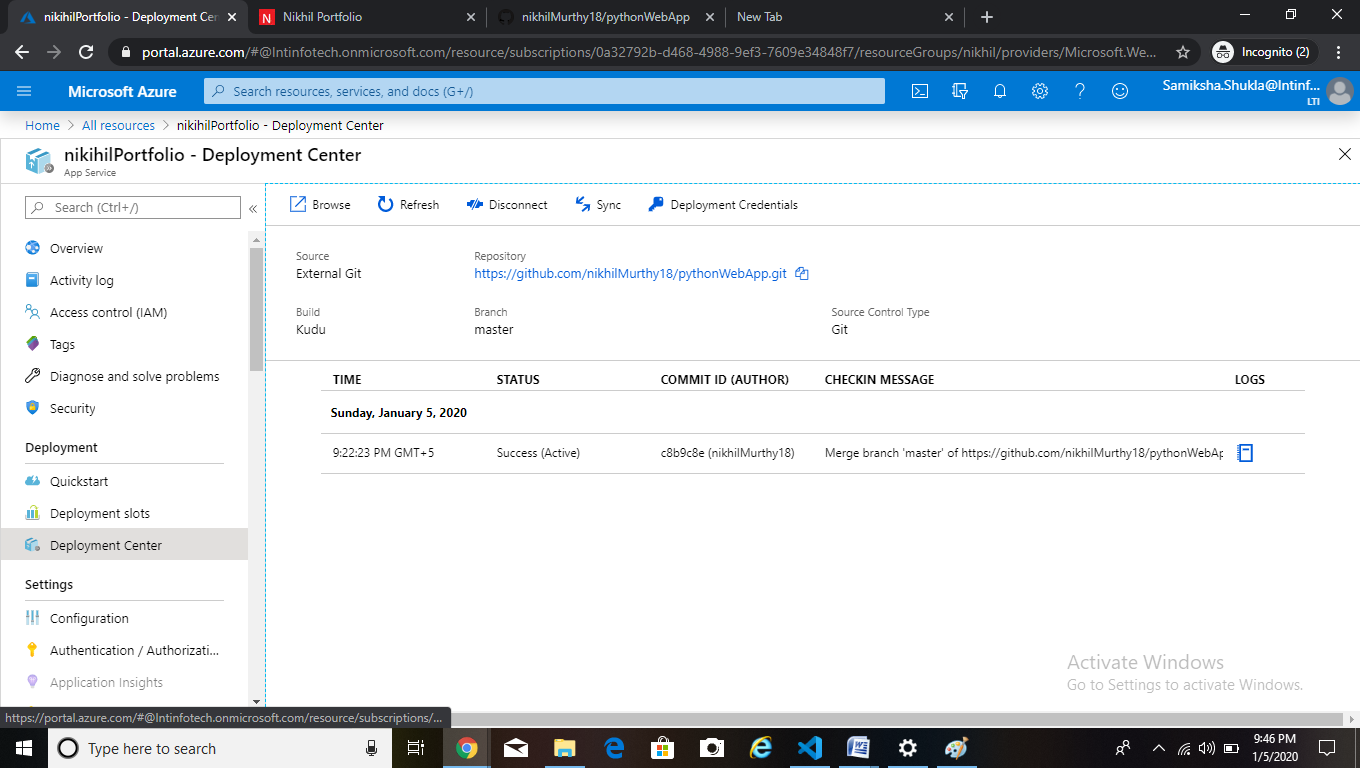 nikihilPortfolio - Deployment Cen
Nikhil Portfolio
nikhilMurthy18/pythonWebApp
New Tab
portal.azure.com/#@lntinfotech.onmicrosoft.com/resource/subscriptions/0a32792b-d468-4988-9ef3-7609e34848f7/resourceGroups/nikhil/providers/Microsoft.We...
Incognito (2)
Microsoft Azure
Search resources, services, and docs (G+/)
Samiksha.Shukla@lntinf...
LTI
Home > All resources > nikihilPortfolio - Deployment Center
nikihilPortfolio - Deployment Center
App Service
Search (Ctrl+/)
«
Overview
Activity log
Access control (IAM)
Tags
Diagnose and solve problems
Security
Deployment
Quickstart
Deployment slots
Deployment Center
Settings
Configuration
Authentication / Authorizati...
Application Insights
Browse
Refresh
Disconnect
Sync
Deployment Credentials
Source
External Git
Repository
https://github.com/nikhilMurthy18/pythonWebApp.git
Build
Kudu
Branch
master
Source Control Type
Git
TIME STATUS COMMIT ID (AUTHOR) CHECKIN MESSAGE LOGS
Sunday, January 5, 2020
9:22:23 PM GMT+5 Success (Active) c8b9c8e (nikhilMurthy18) Merge branch 'master' of https://github.com/nikhilMurthy18/pythonWebAp
Activate Windows
Go to Settings to activate Windows.
https://portal.azure.com/#@lntinfotech.onmicrosoft.com/resource/subscriptions/...
Type here to search
9:46 PM
1/5/2020